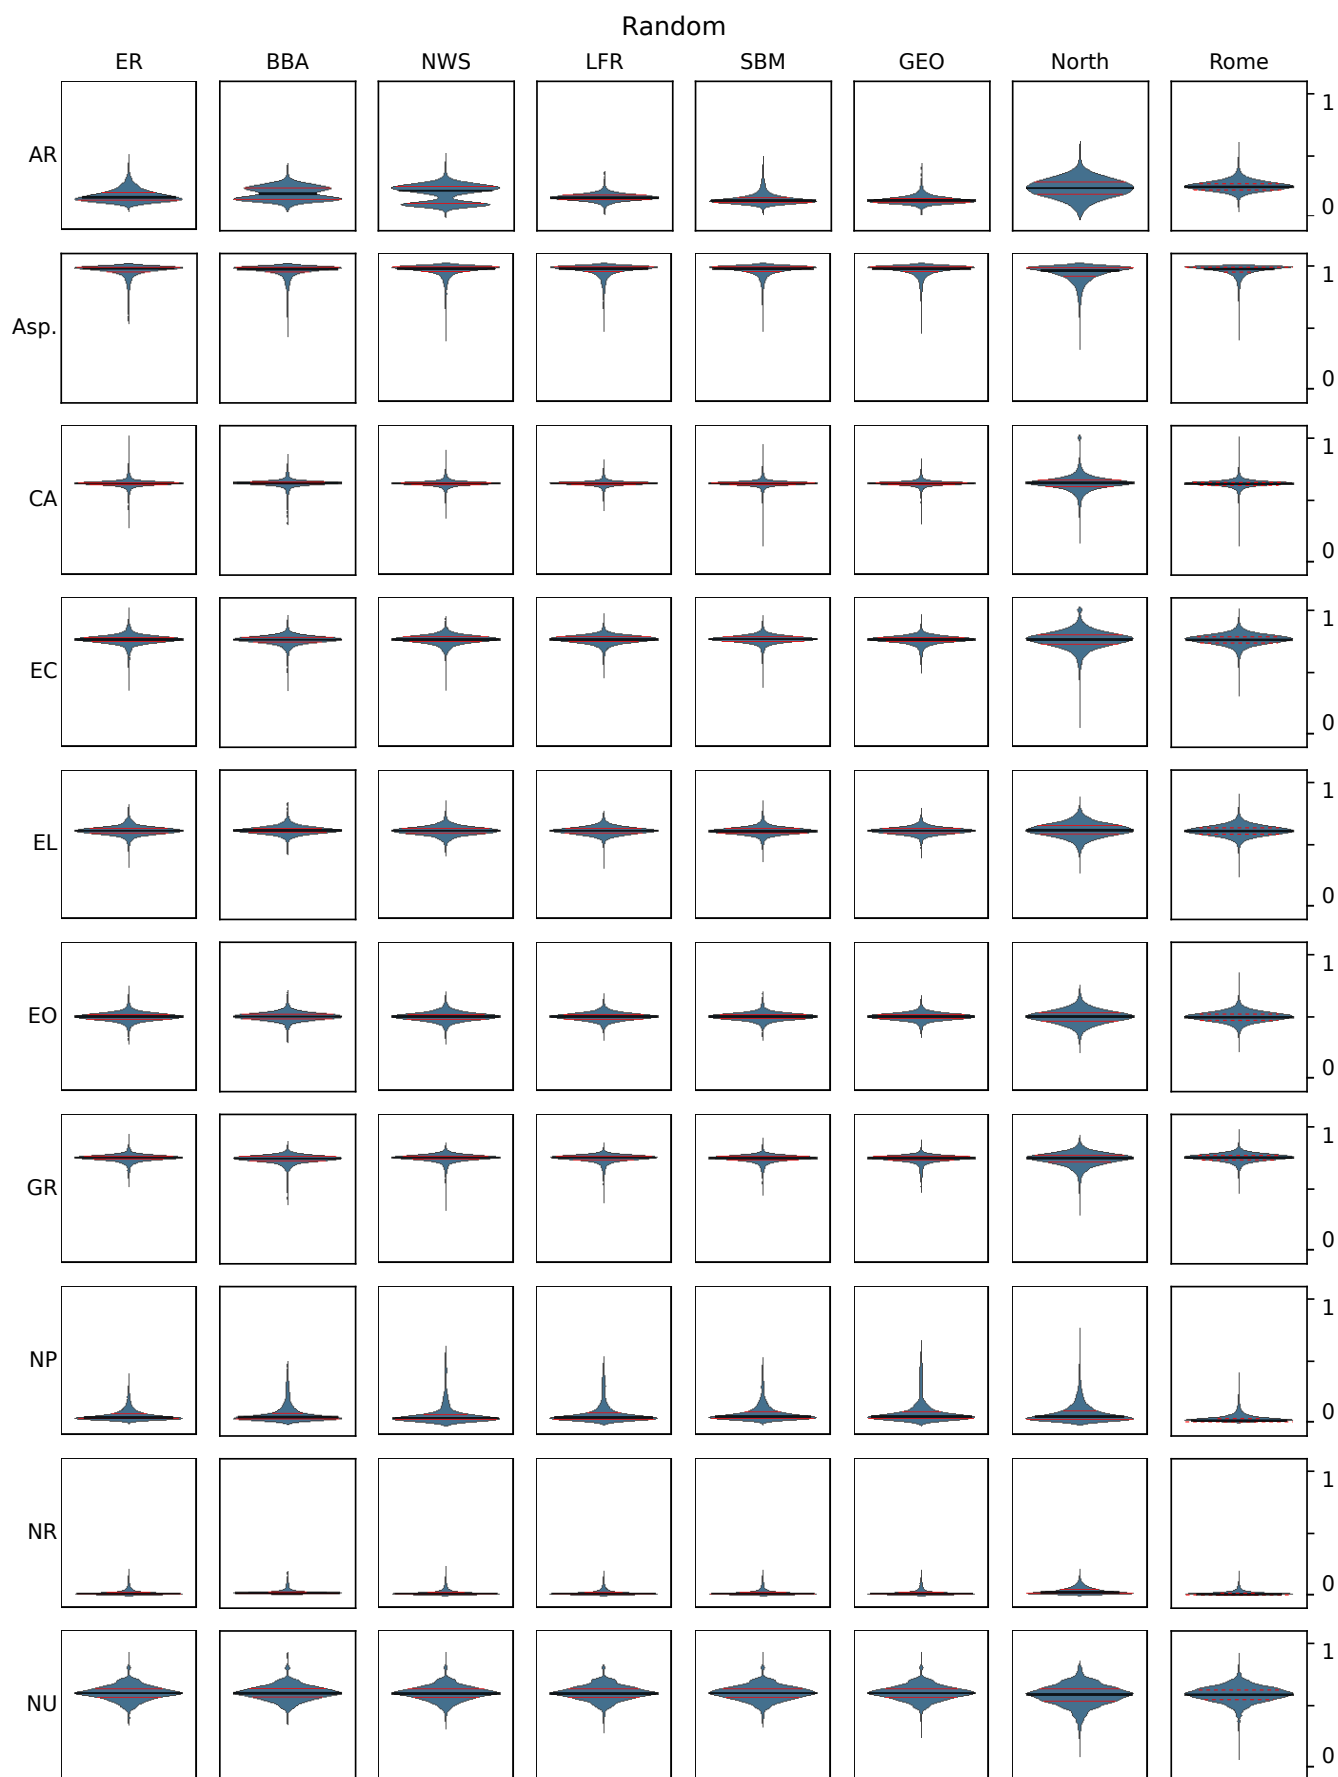 Random
ER BBA NWS LFR SBM GEO North Rome
AR 1
0
Asp. 1
0
CA 1
0
EC 1
0
EL 1
0
EO 1
0
GR 1
0
NP 1
0
NR 1
0
NU 1
0